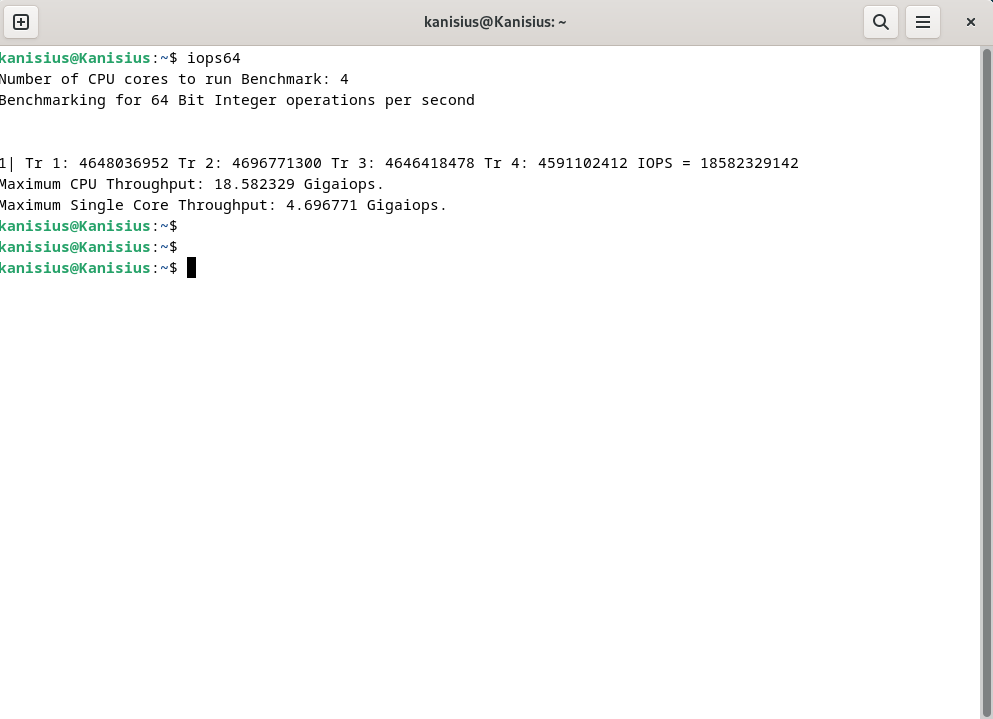 kanisius@Kanisius: ~
kanisius@Kanisius:~$ iops64
Number of CPU cores to run Benchmark: 4
Benchmarking for 64 Bit Integer operations per second
1| Tr 1: 4648036952 Tr 2: 4696771300 Tr 3: 4646418478 Tr 4: 4591102412 IOPS = 18582329142
Maximum CPU Throughput: 18.582329 Gigaiops.
Maximum Single Core Throughput: 4.696771 Gigaiops.
kanisius@Kanisius:~$
kanisius@Kanisius:~$
kanisius@Kanisius:~$